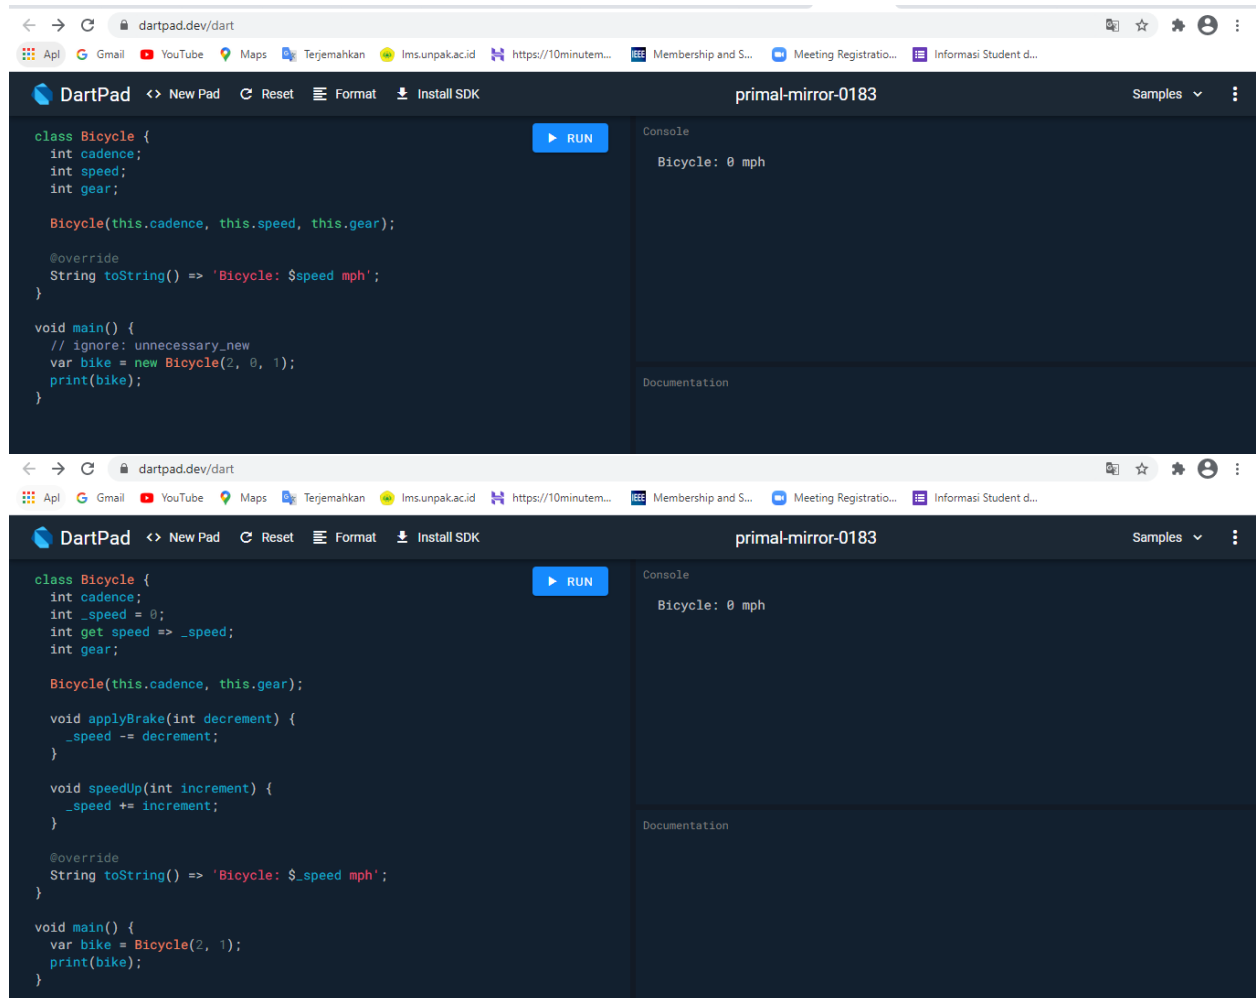 dartpad.dev/dart
Apl Gmail YouTube Maps Terjemahkan lms.unpak.ac.id https://10minutem... IEEE Membership and S... Meeting Registratio... Informasi Student d...
DartPad <> New Pad Reset Format Install SDK primal-mirror-0183 Samples
class Bicycle {
int cadence;
int speed;
int gear;
Bicycle(this.cadence, this.speed, this.gear);
@override
String toString() => 'Bicycle: $speed mph';
}
void main() {
// ignore: unnecessary_new
var bike = new Bicycle(2, 0, 1);
print(bike);
}
RUN
Console
Bicycle: 0 mph
Documentation
dartpad.dev/dart
Apl Gmail YouTube Maps Terjemahkan lms.unpak.ac.id https://10minutem... IEEE Membership and S... Meeting Registratio... Informasi Student d...
DartPad <> New Pad Reset Format Install SDK primal-mirror-0183 Samples
class Bicycle {
int cadence;
int _speed = 0;
int get speed => _speed;
int gear;
Bicycle(this.cadence, this.gear);
void applyBrake(int decrement) {
_speed -= decrement;
}
void speedUp(int increment) {
_speed += increment;
}
@override
String toString() => 'Bicycle: $_speed mph';
}
void main() {
var bike = Bicycle(2, 1);
print(bike);
}
RUN
Console
Bicycle: 0 mph
Documentation